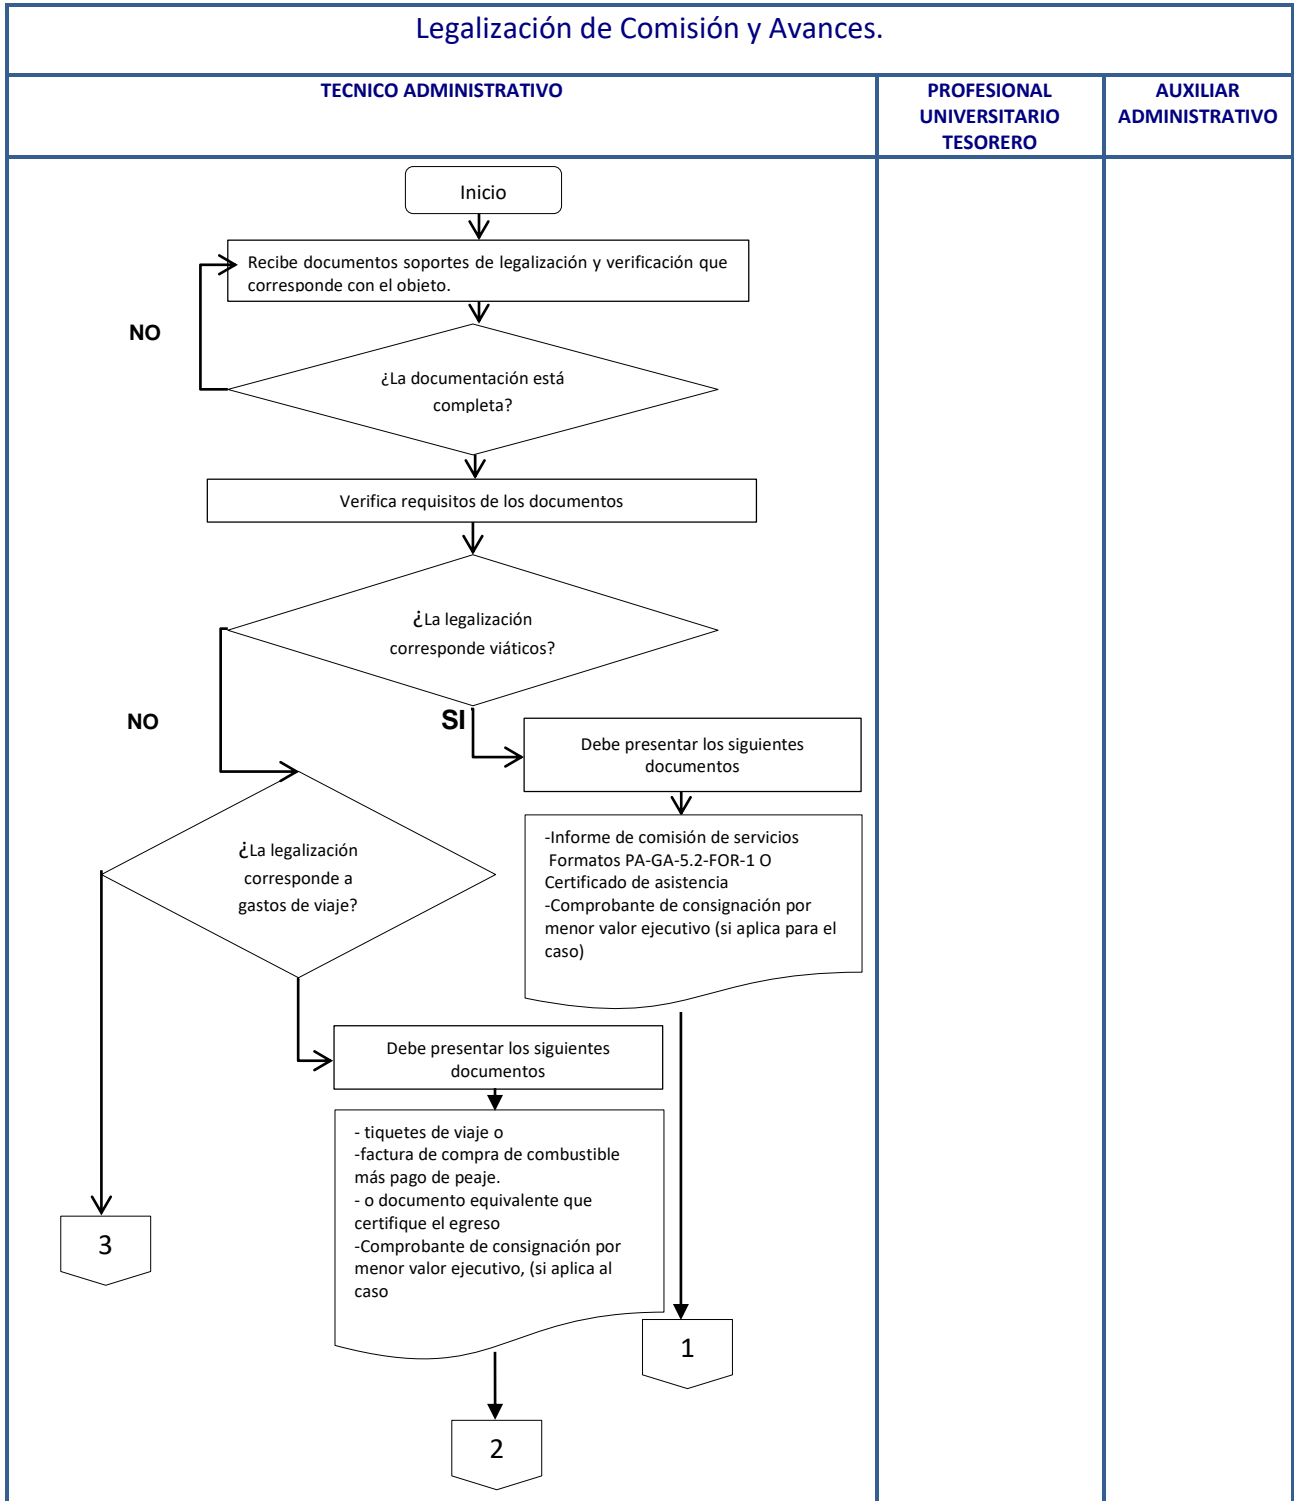 Legalización de Comisión y Avances.
TECNICO ADMINISTRATIVO
PROFESIONAL
UNIVERSITARIO
TESORERO
AUXILIAR
ADMINISTRATIVO
Inicio
Recibe documentos soportes de legalización y verificación que
corresponde con el objeto.
NO
¿La documentación está
completa?
Verifica requisitos de los documentos
¿La legalización
corresponde viáticos?
NO
SI
Debe presentar los siguientes
documentos
-Informe de comisión de servicios
Formatos PA-GA-5.2-FOR-1 O
Certificado de asistencia
-Comprobante de consignación por
menor valor ejecutivo (si aplica para el
caso)
¿La legalización
corresponde a
gastos de viaje?
Debe presentar los siguientes
documentos
- tiquetes de viaje o
-factura de compra de combustible
más pago de peaje.
- o documento equivalente que
certifique el egreso
-Comprobante de consignación por
menor valor ejecutivo, (si aplica al
caso
3
1
2